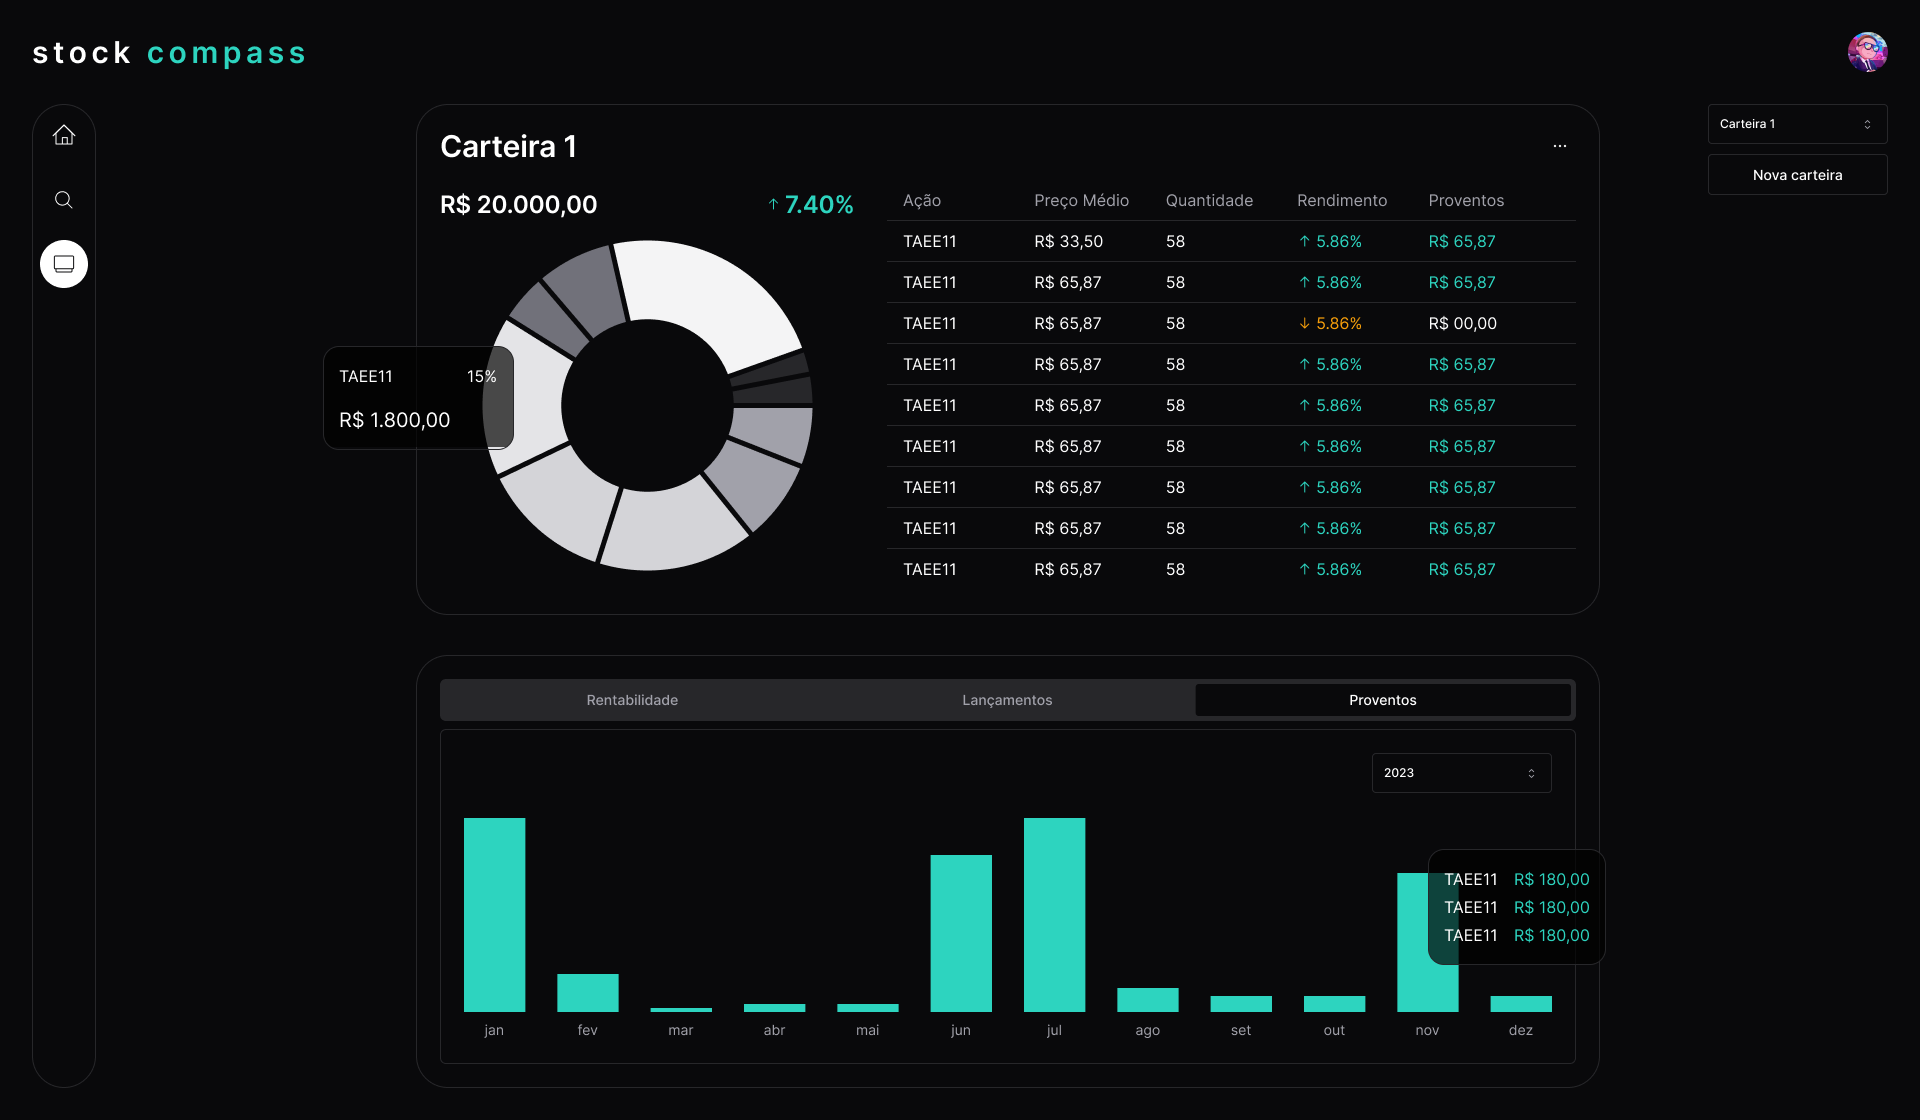 stock compass
Carteira 1
Nova carteira
Carteira 1
R$ 20.000,00 ↑ 7.40%
TAEE11 15%
R$ 1.800,00
Ação Preço Médio Quantidade Rendimento Proventos
TAEE11 R$ 33,50 58 ↑ 5.86% R$ 65,87
TAEE11 R$ 65,87 58 ↑ 5.86% R$ 65,87
TAEE11 R$ 65,87 58 ↓ 5.86% R$ 00,00
TAEE11 R$ 65,87 58 ↑ 5.86% R$ 65,87
TAEE11 R$ 65,87 58 ↑ 5.86% R$ 65,87
TAEE11 R$ 65,87 58 ↑ 5.86% R$ 65,87
TAEE11 R$ 65,87 58 ↑ 5.86% R$ 65,87
TAEE11 R$ 65,87 58 ↑ 5.86% R$ 65,87
TAEE11 R$ 65,87 58 ↑ 5.86% R$ 65,87
Rentabilidade Lançamentos Proventos
2023
TAEE11 R$ 180,00
TAEE11 R$ 180,00
TAEE11 R$ 180,00
jan fev mar abr mai jun jul ago set out nov dez